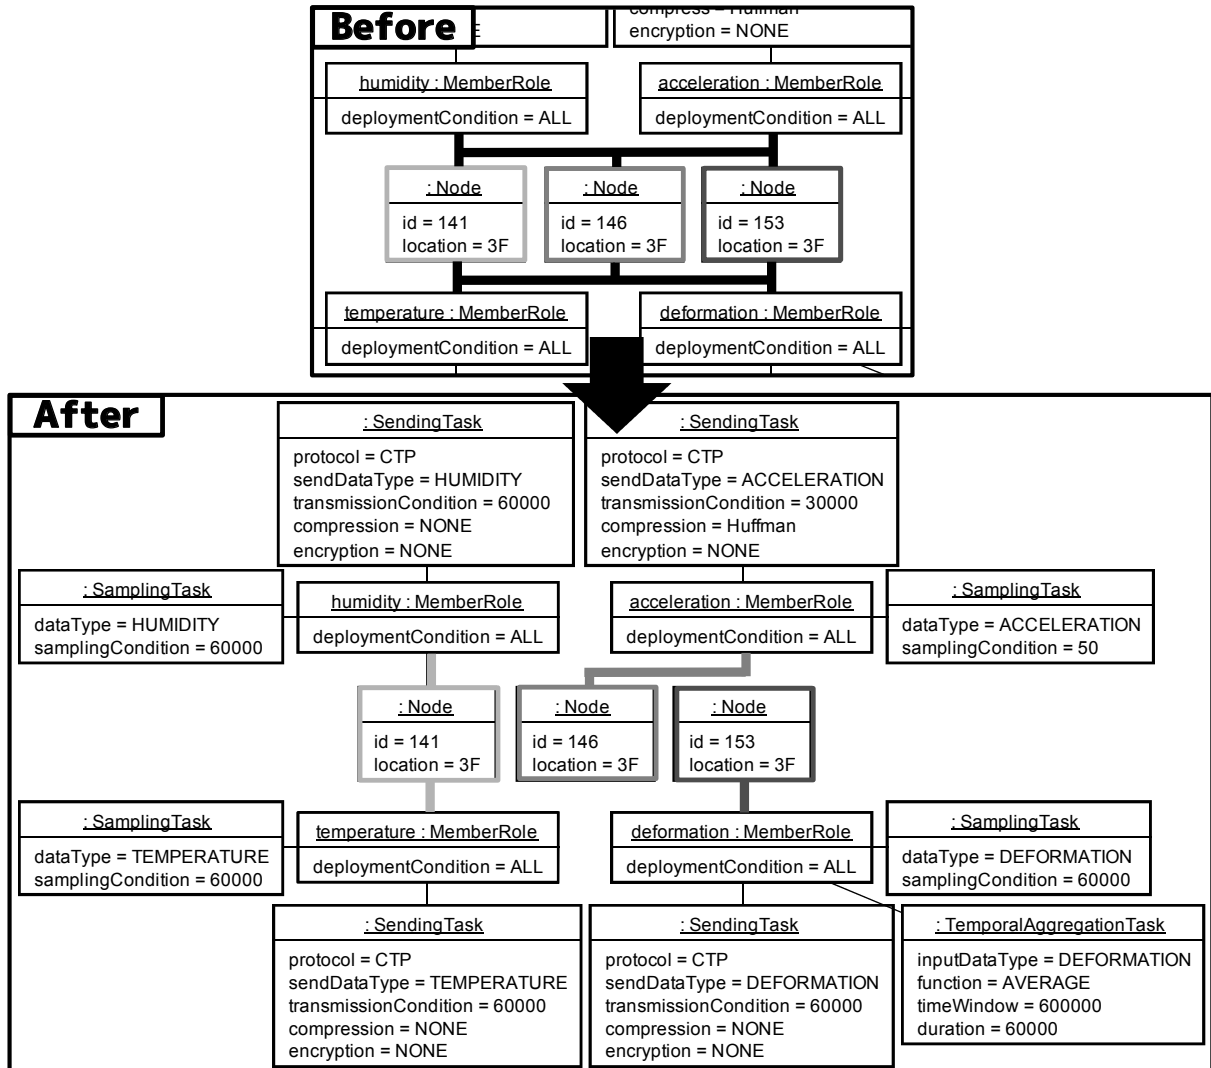 Before
E
compress = Huffman
encryption = NONE
humidity : MemberRole
deploymentCondition = ALL
acceleration : MemberRole
deploymentCondition = ALL
: Node
id = 141
location = 3F
: Node
id = 146
location = 3F
: Node
id = 153
location = 3F
temperature : MemberRole
deploymentCondition = ALL
deformation : MemberRole
deploymentCondition = ALL
After
: SendingTask
protocol = CTP
sendDataType = HUMIDITY
transmissionCondition = 60000
compression = NONE
encryption = NONE
: SendingTask
protocol = CTP
sendDataType = ACCELERATION
transmissionCondition = 30000
compression = Huffman
encryption = NONE
: SamplingTask
dataType = HUMIDITY
samplingCondition = 60000
humidity : MemberRole
deploymentCondition = ALL
acceleration : MemberRole
deploymentCondition = ALL
: SamplingTask
dataType = ACCELERATION
samplingCondition = 50
: Node
id = 141
location = 3F
: Node
id = 146
location = 3F
: Node
id = 153
location = 3F
: SamplingTask
dataType = TEMPERATURE
samplingCondition = 60000
temperature : MemberRole
deploymentCondition = ALL
deformation : MemberRole
deploymentCondition = ALL
: SamplingTask
dataType = DEFORMATION
samplingCondition = 60000
: SendingTask
protocol = CTP
sendDataType = TEMPERATURE
transmissionCondition = 60000
compression = NONE
encryption = NONE
: SendingTask
protocol = CTP
sendDataType = DEFORMATION
transmissionCondition = 60000
compression = NONE
encryption = NONE
: TemporalAggregationTask
inputDataType = DEFORMATION
function = AVERAGE
timeWindow = 600000
duration = 60000